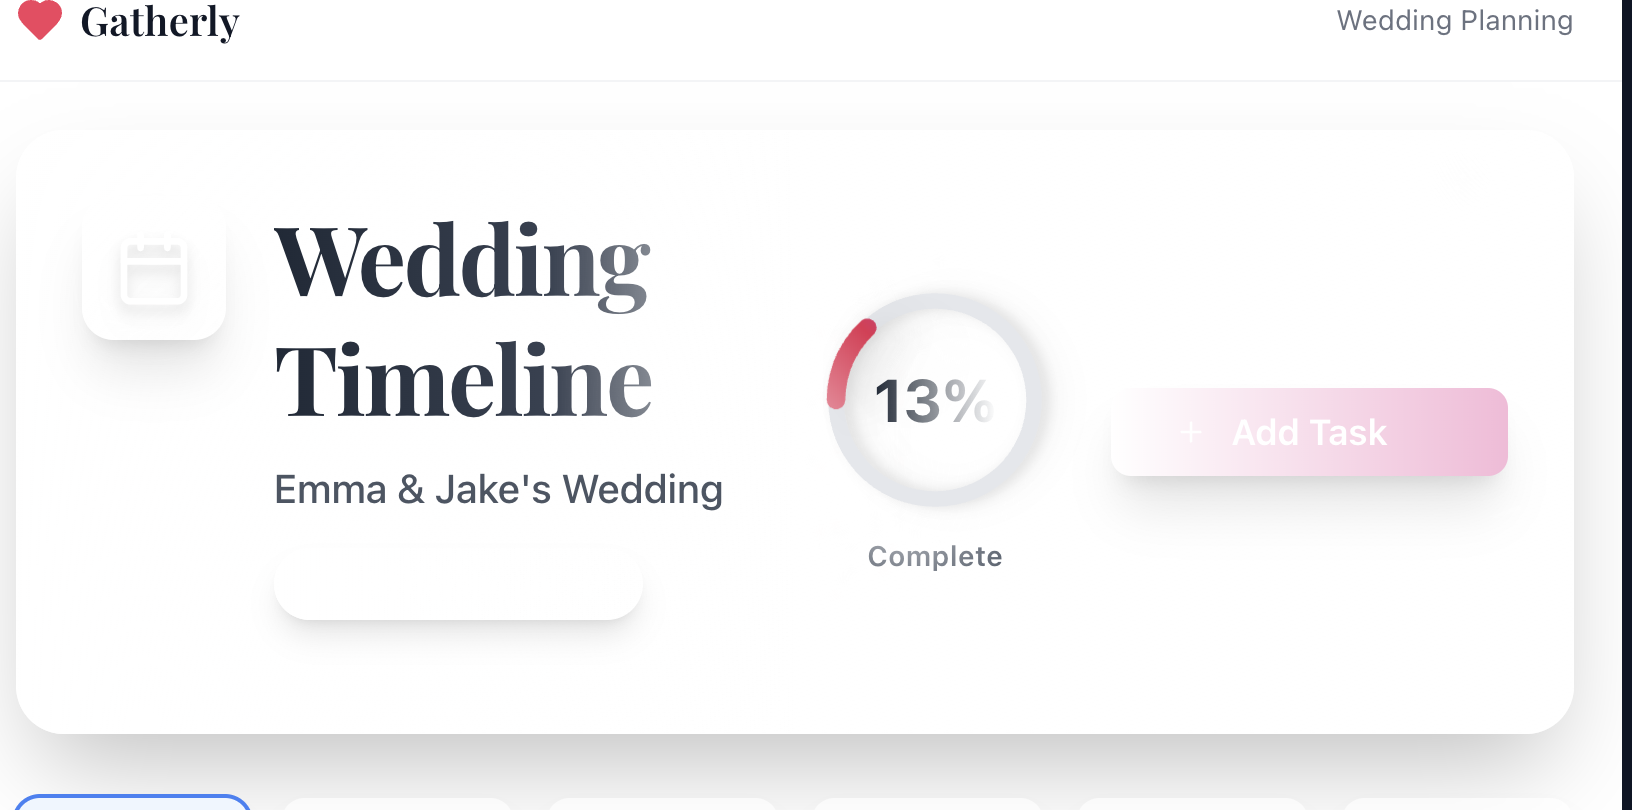 Gatherly
Wedding Planning
Wedding
Timeline
Emma & Jake's Wedding
13%
Complete
+ Add Task